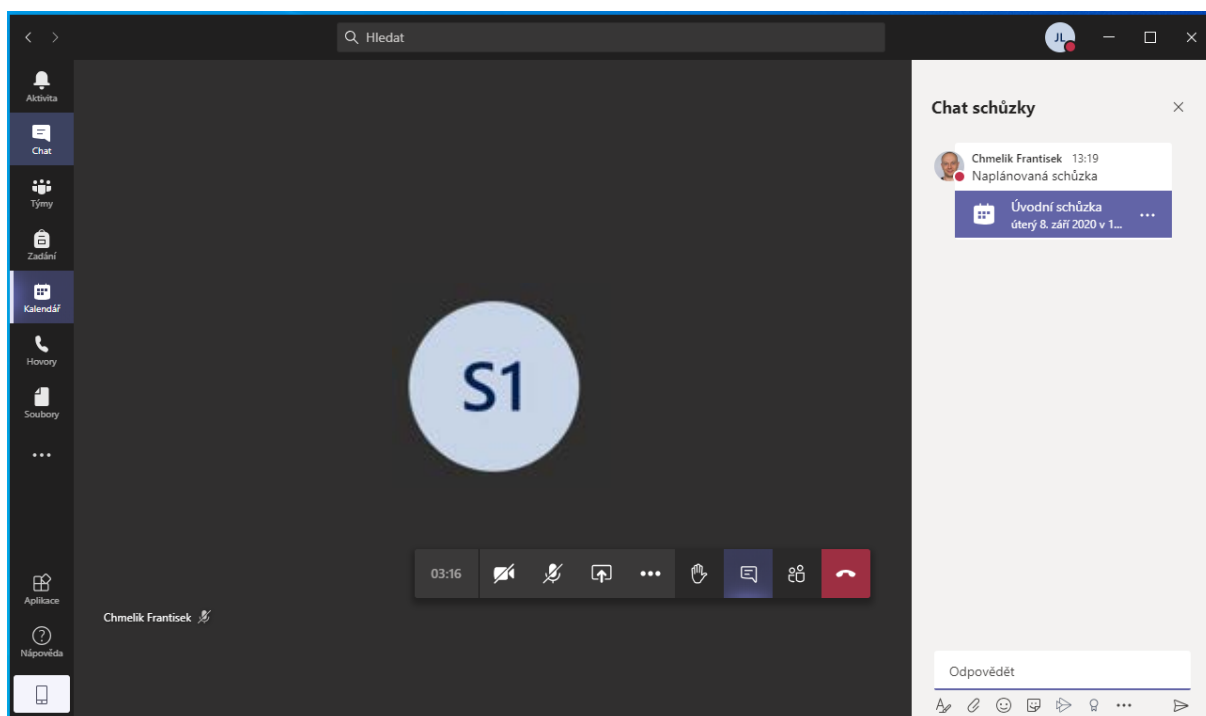 Hledat
JL
Aktivita
Chat
Týmy
Zadání
Kalendář
Hovory
Soubory
Aplikace
Nápověda
S1
03:16
Chmelik Frantisek
Chat schůzky
Chmelik Frantisek 13:19
Naplánovaná schůzka
Úvodní schůzka
úterý 8. září 2020 v 1...
Odpovědět